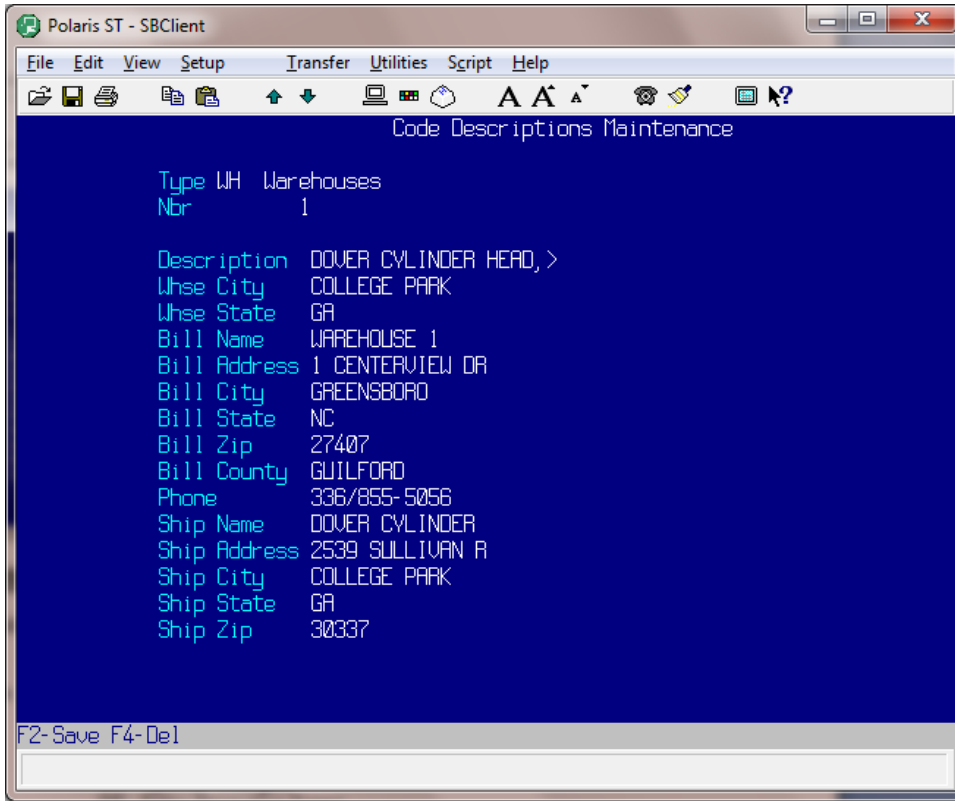 Polaris ST - SBClient
File Edit View Setup Transfer Utilities Script Help
A A A
Code Descriptions Maintenance
Type WH Warehouses
Nbr 1
Description DOVER CYLINDER HEAD,>
Whse City COLLEGE PARK
Whse State GA
Bill Name WAREHOUSE 1
Bill Address 1 CENTERVIEW DR
Bill City GREENSBORO
Bill State NC
Bill Zip 27407
Bill County GUILFORD
Phone 336/855-5056
Ship Name DOVER CYLINDER
Ship Address 2539 SULLIVAN R
Ship City COLLEGE PARK
Ship State GA
Ship Zip 30337
F2-Save F4-Del